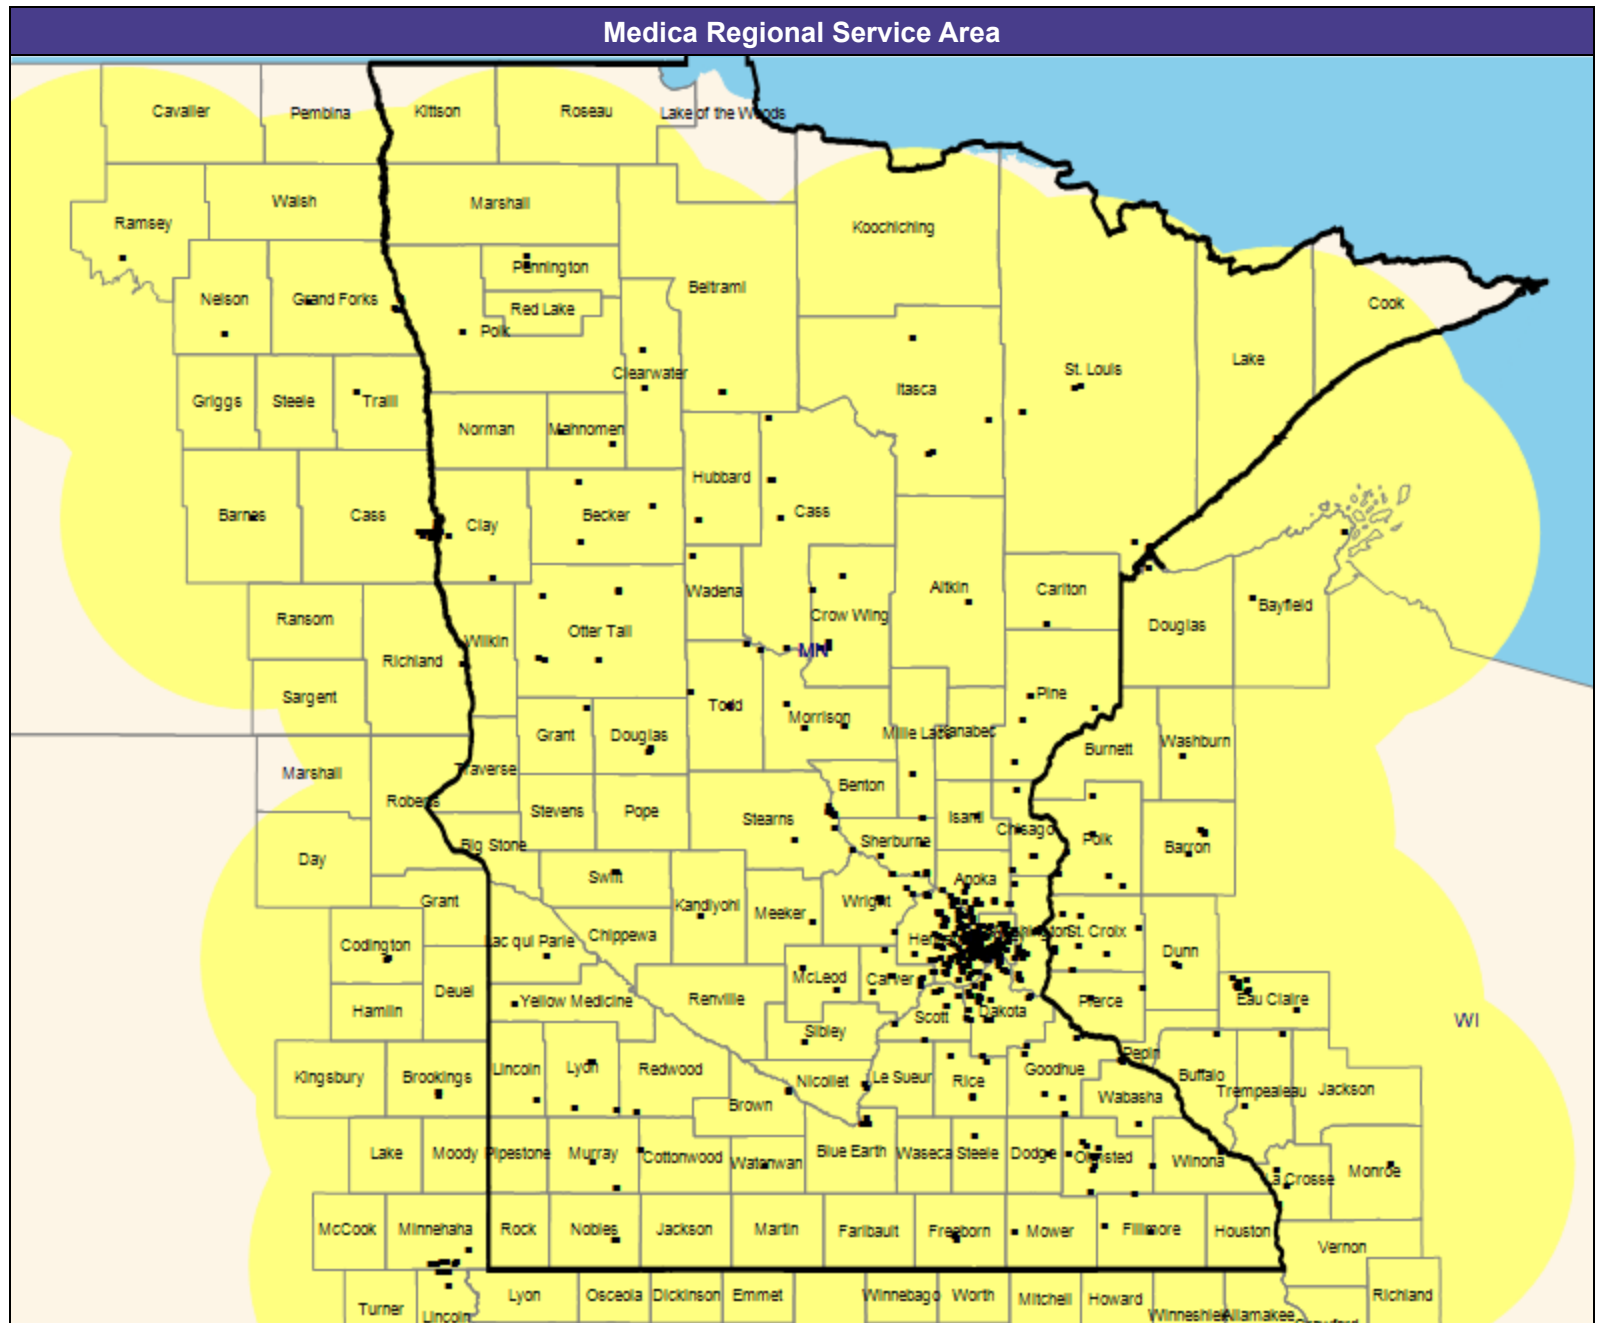 Medica Regional Service Area
Cavalier
Pembina
Kittson
Roseau
Lake of the Woods
Walsh
Marshall
Ramsey
Koochiching
Pennington
Beltrami
Nelson
Grand Forks
Red Lake
Polk
Cook
Clearwater
St. Louis
Lake
Itasca
Griggs
Steele
Traill
Norman
Mahnomen
Hubbard
Barnes
Cass
Clay
Becker
Cass
Wadena
Aitkin
Carlton
Crow Wing
Bayfield
Ransom
Otter Tail
Wilkin
Douglas
MN
Richland
Sargent
Todd
Pine
Morrison
Grant
Douglas
Mille Lacs
Kanabec
Burnett
Washburn
Marshall
Traverse
Roberts
Benton
Stevens
Pope
Stearns
Isanti
Chisago
Sherburne
Polk
Barron
Big Stone
Day
Swift
Anoka
Grant
Kandiyohi
Meeker
Wright
Codington
Lac qui Parle
Chippewa
Washington
St. Croix
Dunn
McLeod
Carver
Deuel
Yellow Medicine
Renville
Pierce
Eau Claire
Hamlin
Scott
Dakota
WI
Sibley
Pepin
Kingsbury
Brookings
Lincoln
Lyon
Redwood
Nicollet
Le Sueur
Rice
Goodhue
Buffalo
Trempealeau
Jackson
Brown
Wabasha
Lake
Moody
Pipestone
Murray
Cottonwood
Watonwan
Blue Earth
Waseca
Steele
Dodge
Olmsted
Winona
La Crosse
Monroe
McCook
Minnehaha
Rock
Nobles
Jackson
Martin
Faribault
Freeborn
Mower
Fillmore
Houston
Vernon
Turner
Lincoln
Lyon
Osceola
Dickinson
Emmet
Winnebago
Worth
Mitchell
Howard
Winneshiek
Allamakee
Crawford
Richland